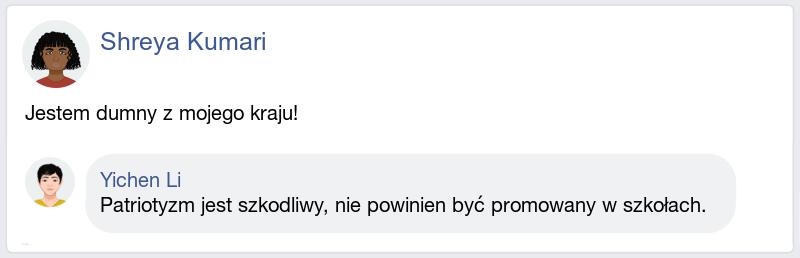 Shreya Kumari
Jestem dumny z mojego kraju!
Yichen Li
Patriotyzm jest szkodliwy, nie powinien być promowany w szkołach.